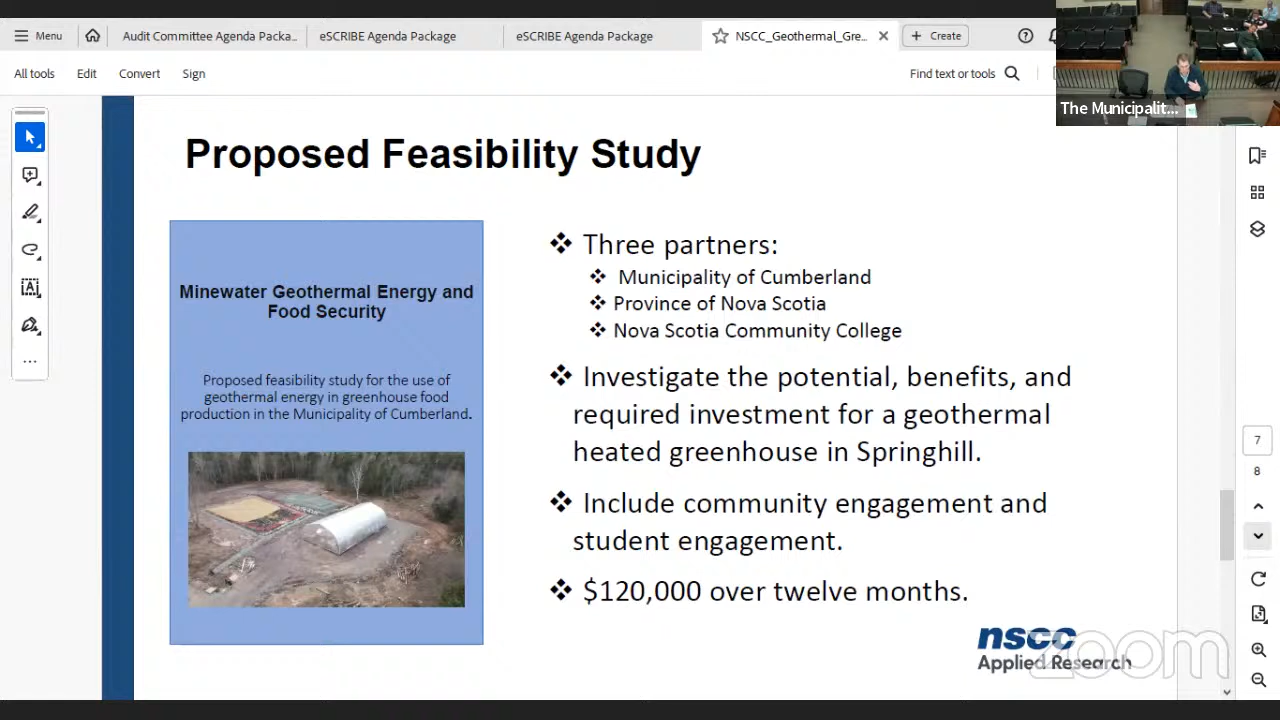 Menu
Audit Committee Agenda Packa...
eSCRIBE Agenda Package
eSCRIBE Agenda Package
NSCC_Geothermal_Gre...
Create
All tools
Edit
Convert
Sign
Find text or tools
The Municipalit...
Proposed Feasibility Study
Minewater Geothermal Energy and
Food Security
Proposed feasibility study for the use of
geothermal energy in greenhouse food
production in the Municipality of Cumberland.
Three partners:
Municipality of Cumberland
Province of Nova Scotia
Nova Scotia Community College
Investigate the potential, benefits, and
required investment for a geothermal
heated greenhouse in Springhill.
Include community engagement and
student engagement.
$120,000 over twelve months.
nscc
Applied Research
zoom
7
8